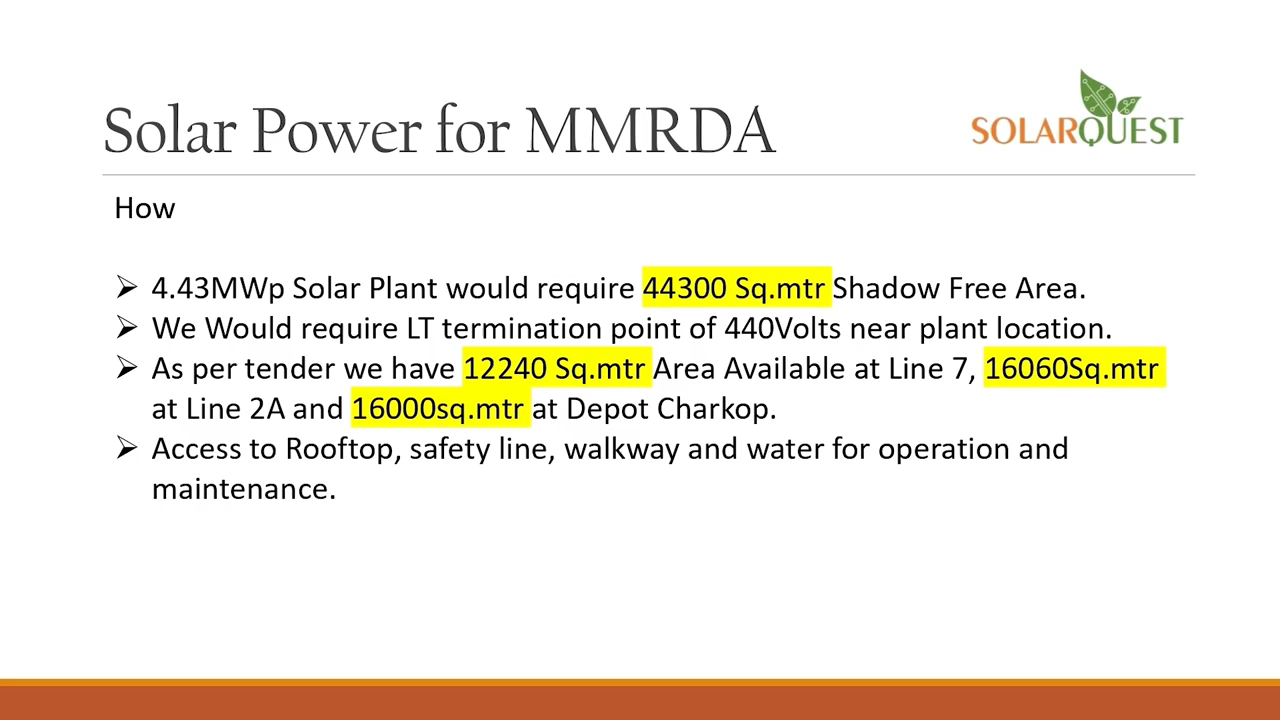 Solar Power for MMRDA
SOLARQUEST
How
➢ 4.43MWp Solar Plant would require 44300 Sq.mtr Shadow Free Area.
➢ We Would require LT termination point of 440Volts near plant location.
➢ As per tender we have 12240 Sq.mtr Area Available at Line 7, 16060Sq.mtr
at Line 2A and 16000sq.mtr at Depot Charkop.
➢ Access to Rooftop, safety line, walkway and water for operation and
maintenance.